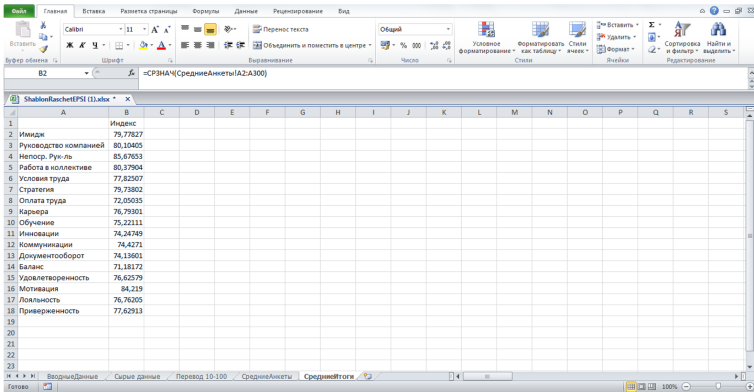 Файл Главная Вставка Разметка страницы Формулы Данные Рецензирование Вид
Вставить Calibri 11 Перенос текста Общий Условное форматирование Форматировать как таблицу Стили ячеек Вставить Удалить Формат Сортировка и фильтр Найти и выделить
Ж К Ч Объединить и поместить в центре % 000
Буфер обмена Шрифт Выравнивание Число Стили Ячейки Редактирование
B2 fx =СРЗНАЧ(СредниеАнкеты!A2:A300)
ShablonRaschetEPSI (1).xlsx *
A B C D E F G H I J K L M N O P Q R S
1 Индекс
2 Имидж 79,77827
3 Руководство компанией 80,10405
4 Непоср. Рук-ль 85,67653
5 Работа в коллективе 80,37904
6 Условия труда 77,82507
7 Стратегия 79,73802
8 Оплата труда 72,05035
9 Карьера 76,79301
10 Обучение 75,22111
11 Инновации 74,24749
12 Коммуникации 74,4271
13 Документооборот 74,13601
14 Баланс 71,18172
15 Удовлетворенность 76,62579
16 Мотивация 84,219
17 Лояльность 76,76205
18 Приверженность 77,62913
19
20
21
22
23
ВводныеДанные Сырые данные Перевод 10-100 СредниеАнкеты СредниеИтоги
Готово 100%